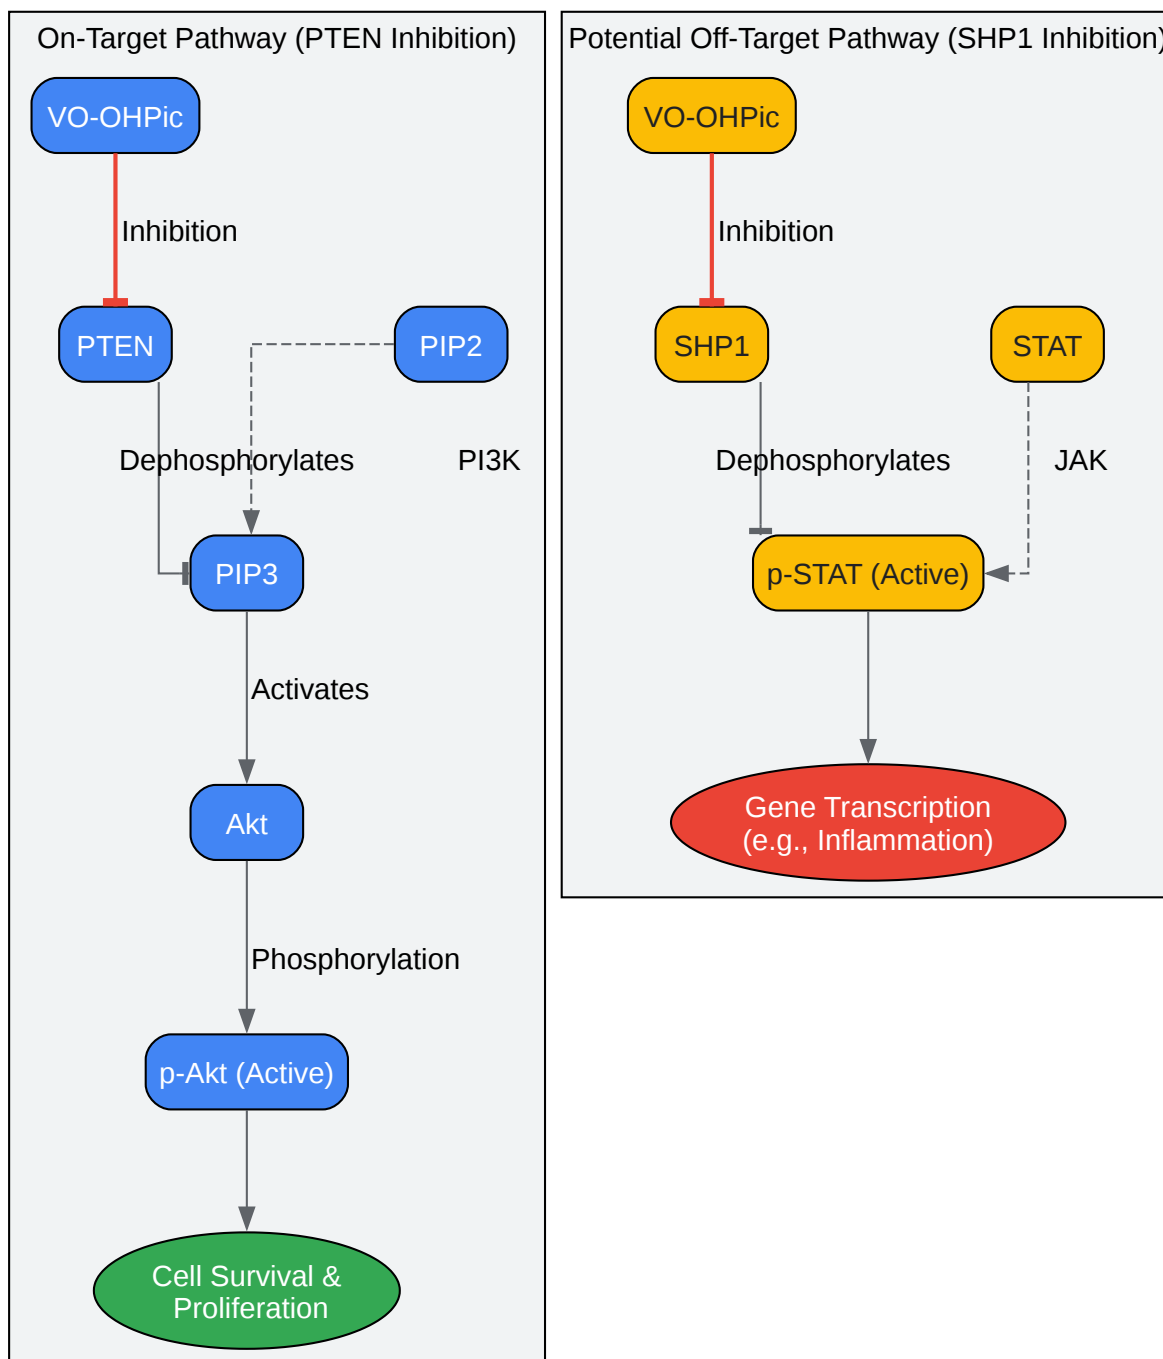 On-Target Pathway (PTEN Inhibition)
VO-OHPic
Inhibition
PTEN
PIP2
Dephosphorylates
PI3K
PIP3
Activates
Akt
Phosphorylation
p-Akt (Active)
Cell Survival &
Proliferation
Potential Off-Target Pathway (SHP1 Inhibition)
VO-OHPic
Inhibition
SHP1
STAT
Dephosphorylates
JAK
p-STAT (Active)
Gene Transcription
(e.g., Inflammation)